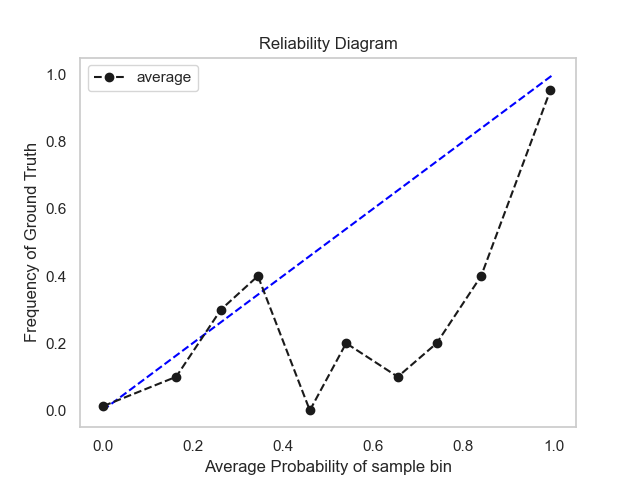 Reliability Diagram
average
1.0
0.8
0.6
0.4
0.2
0.0
Frequency of Ground Truth
0.0 0.2 0.4 0.6 0.8 1.0
Average Probability of sample bin